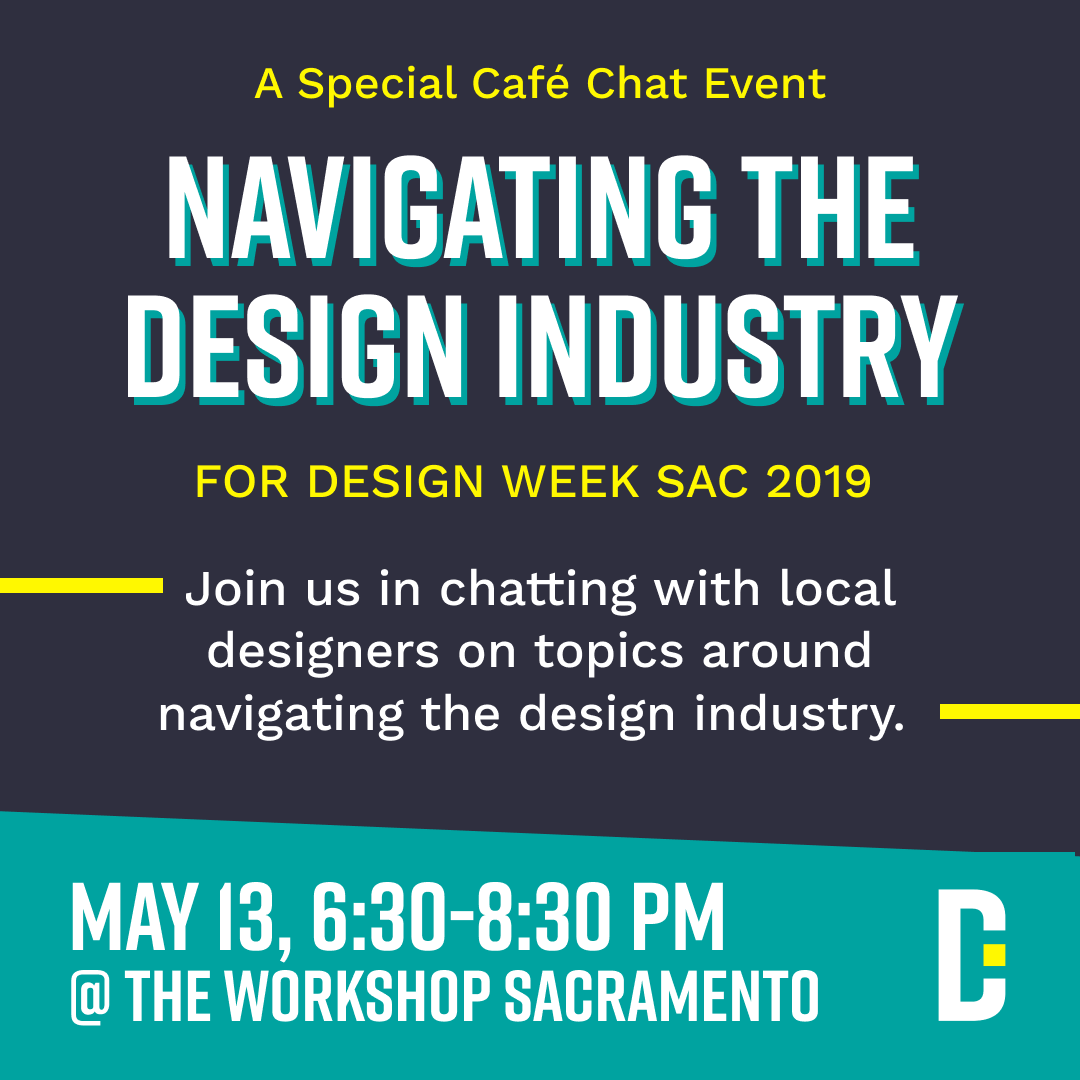 A Special Café Chat Event
NAVIGATING THE
DESIGN INDUSTRY
FOR DESIGN WEEK SAC 2019
Join us in chatting with local
designers on topics around
navigating the design industry.
MAY 13, 6:30-8:30 PM
@ THE WORKSHOP SACRAMENTO